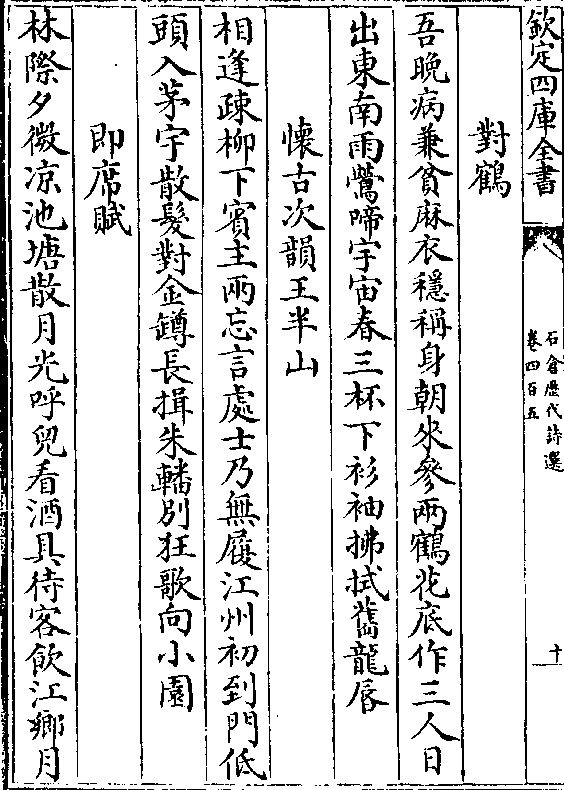 欽定四庫全書
石倉歷代詩選
卷四百五
十
對鶴
吾晩病兼貧麻衣穩稱身朝來參兩鶴花底作三人日
出東南雨鶯啼宇宙春三杯下衫袖拂拭舊龍唇
懷古次韻王半山
相逢疎柳下賓主兩忘言處士乃無屐江州初到門低
頭入茅宇散髮對金罇長揖朱轓別狂歌向小園
即席賦
林際夕微凉池塘散月光呼兒看酒具待客飲江鄉月